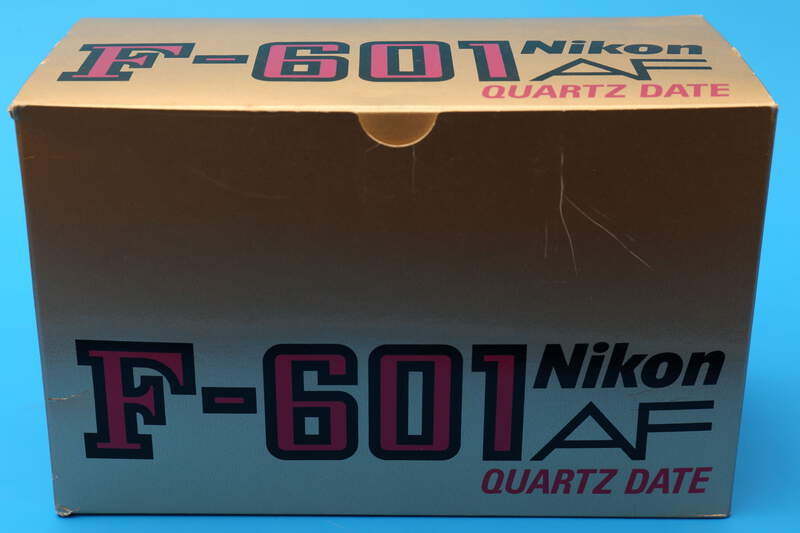 F-601 Nikon
AF
QUARTZ DATE
F-601 Nikon
AF
QUARTZ DATE